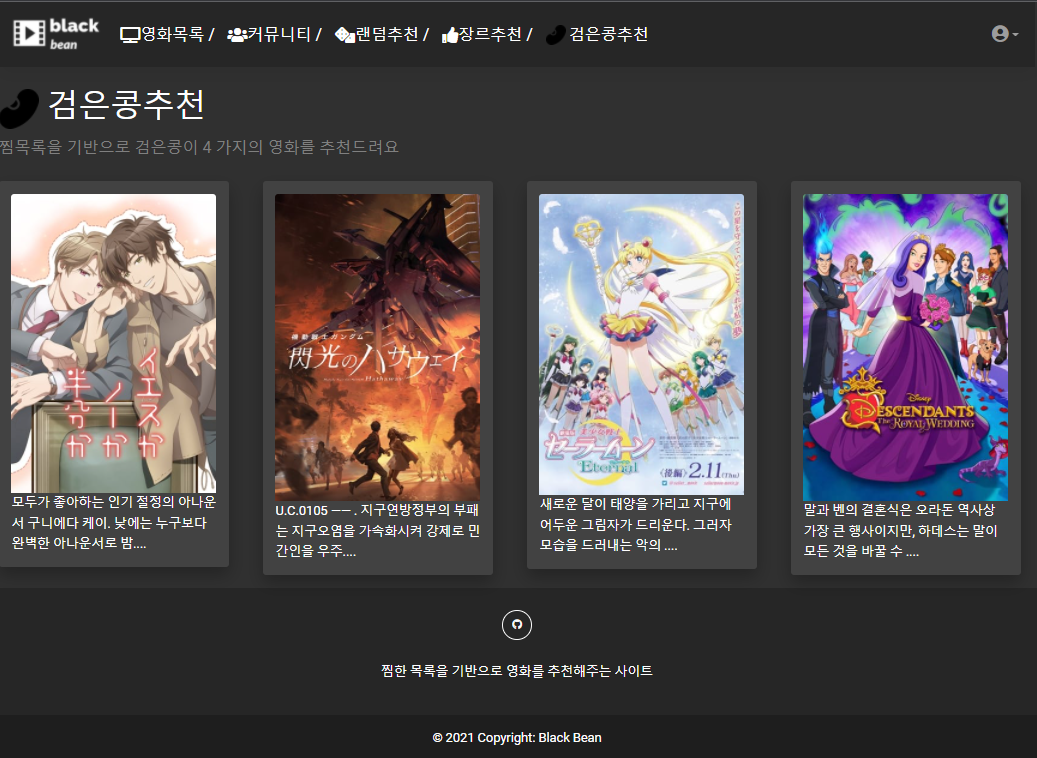 black
bean
영화목록 / 커뮤니티 / 랜덤추천 / 장르추천 / 검은콩추천
검은콩추천
찜목록을 기반으로 검은콩이 4 가지의 영화를 추천드려요
イエスか
ノーか
半分か
모두가 좋아하는 인기 절정의 아나운
서 구니에다 케이. 낮에는 누구보다
완벽한 아나운서로 밤....
機動戦士ガンダム
閃光のハサウェイ
Hathaway
U.C.0105 ── . 지구연방정부의 부패
는 지구오염을 가속화시켜 강제로 민
간인을 우주....
この星を守って
美少女戦士
セーラームーン
Eternal
《後編》2.11(Thu)
새로운 달이 태양을 가리고 지구에
어두운 그림자가 드리운다. 그러자
모습을 드러내는 악의 ....
Disney
DESCENDANTS
THE ROYAL WEDDING
말과 벤의 결혼식은 오라돈 역사상
가장 큰 행사이지만, 하데스는 말이
모든 것을 바꿀 수 ....
찜한 목록을 기반으로 영화를 추천해주는 사이트
© 2021 Copyright: Black Bean